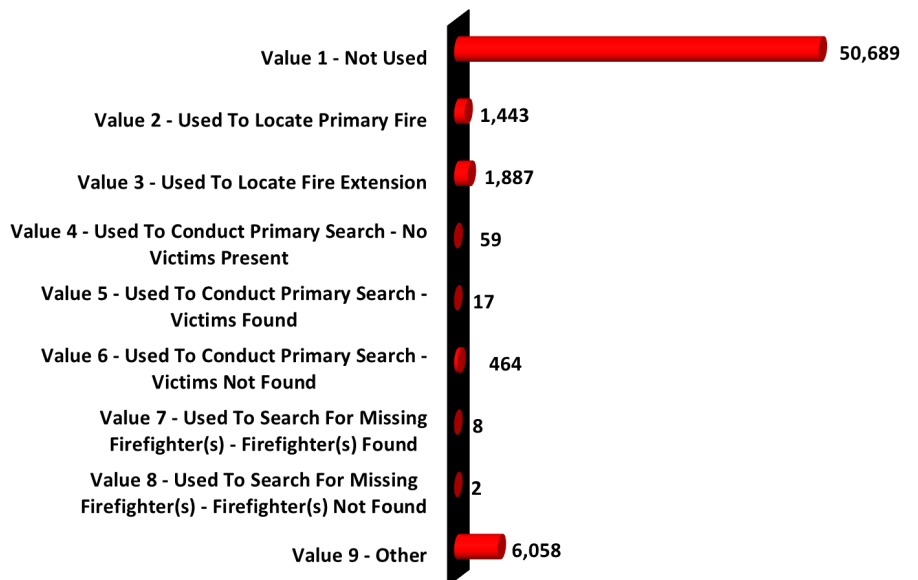 Value 1 - Not Used
50,689
Value 2 - Used To Locate Primary Fire
1,443
Value 3 - Used To Locate Fire Extension
1,887
Value 4 - Used To Conduct Primary Search - No
Victims Present
59
Value 5 - Used To Conduct Primary Search -
Victims Found
17
Value 6 - Used To Conduct Primary Search -
Victims Not Found
464
Value 7 - Used To Search For Missing
Firefighter(s) - Firefighter(s) Found
8
Value 8 - Used To Search For Missing
Firefighter(s) - Firefighter(s) Not Found
2
Value 9 - Other
6,058